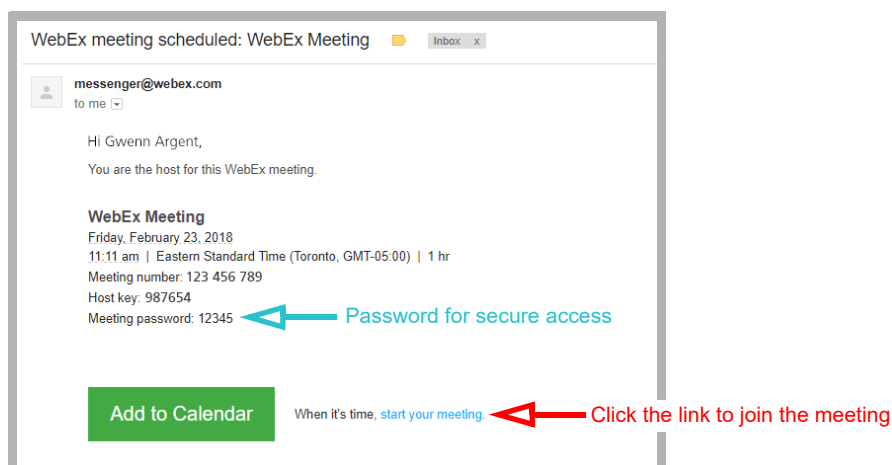 WebEx meeting scheduled: WebEx Meeting Inbox x
messenger@webex.com
to me
Hi Gwenn Argent,
You are the host for this WebEx meeting.
WebEx Meeting
Friday, February 23, 2018
11:11 am | Eastern Standard Time (Toronto, GMT-05:00) | 1 hr
Meeting number: 123 456 789
Host key: 987654
Meeting password: 12345 Password for secure access
Add to Calendar When it's time, start your meeting. Click the link to join the meeting